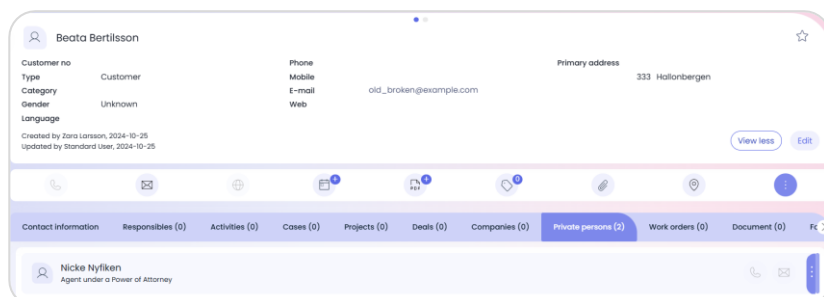 Beata Bertilsson
Customer no
Type Customer
Category
Gender Unknown
Language
Phone
Mobile
E-mail old_broken@example.com
Web
Primary address
333 Hallonbergen
Created by Zara Larsson, 2024-10-25
Updated by Standard User, 2024-10-25
View less Edit
+ PDF + 0
Contact information Responsibles (0) Activities (0) Cases (0) Projects (0) Deals (0) Companies (0) Private persons (2) Work orders (0) Document (0)
Nicke Nyfiken
Agent under a Power of Attorney